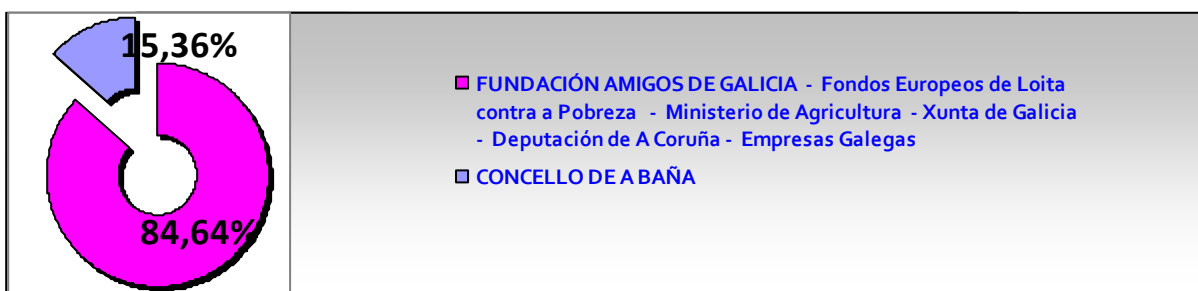 15,36%
84,64%
FUNDACIÓN AMIGOS DE GALICIA - Fondos Europeos de Loita
contra a Pobreza - Ministerio de Agricultura - Xunta de Galicia
- Deputación de A Coruña - Empresas Galegas
CONCELLO DE A BAÑA